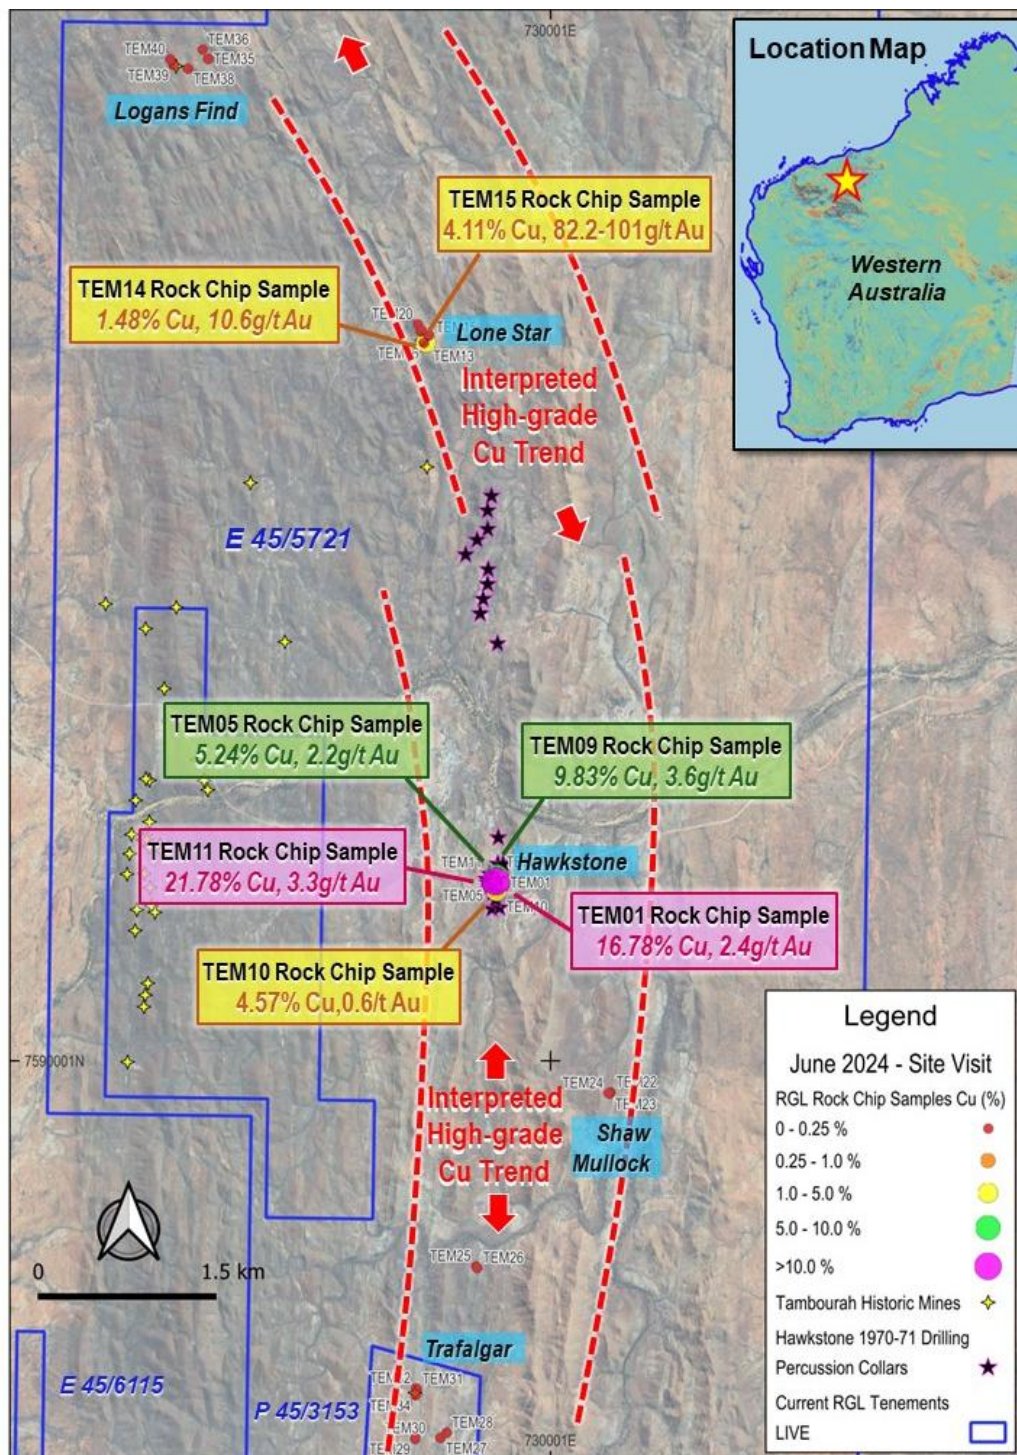 730001E
Location Map
Western
Australia
TEM36
TEM40
TEM35
TEM39
TEM38
Logans Find
TEM15 Rock Chip Sample
4.11% Cu, 82.2-101g/t Au
TEM14 Rock Chip Sample
1.48% Cu, 10.6g/t Au
TEM20
Lone Star
TEM13
Interpreted
High-grade
Cu Trend
E 45/5721
TEM05 Rock Chip Sample
5.24% Cu, 2.2g/t Au
TEM09 Rock Chip Sample
9.83% Cu, 3.6g/t Au
TEM11 Rock Chip Sample
21.78% Cu, 3.3g/t Au
Hawkstone
TEM01
TEM05
TEM10
TEM01 Rock Chip Sample
16.78% Cu, 2.4g/t Au
TEM10 Rock Chip Sample
4.57% Cu,0.6/t Au
7590001N
Interpreted
High-grade
Cu Trend
TEM24
TEM22
TEM23
Shaw
Mullock
TEM25
TEM26
0
1.5 km
Trafalgar
TEM31
TEM34
TEM30
TEM28
TEM29
TEM27
E 45/6115
P 45/3153
730001E
Legend
June 2024 - Site Visit
RGL Rock Chip Samples Cu (%)
0 - 0.25 %
0.25 - 1.0 %
1.0 - 5.0 %
5.0 - 10.0 %
>10.0 %
Tambourah Historic Mines
Hawkstone 1970-71 Drilling
Percussion Collars
Current RGL Tenements
LIVE